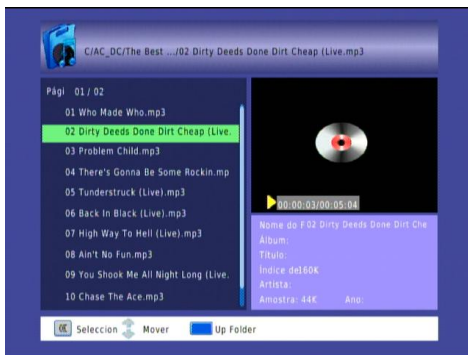 C/AC_DC/The Best .../02 Dirty Deeds Done Dirt Cheap (Live.mp3
Pági 01/02
01 Who Made Who.mp3
02 Dirty Deeds Done Dirt Cheap (Live.
03 Problem Child.mp3
04 There's Gonna Be Some Rockin.mp
05 Tunderstruck (Live).mp3
06 Back In Black (Live).mp3
07 High Way To Hell (Live).mp3
08 Ain't No Fun.mp3
09 You Shook Me All Night Long (Live.
10 Chase The Ace.mp3
00:00:03/00:05:04
Nome do F02 Dirty Deeds Done Dirt Che
Álbum:
Título:
Índice de160K
Artista:
Amostra: 44K Ano:
OK Seleccion Mover Up Folder